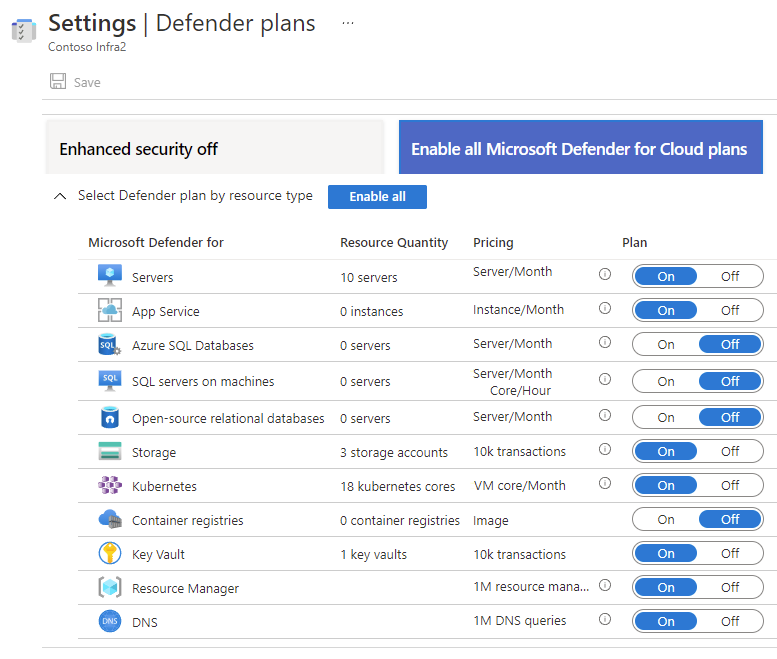 Settings | Defender plans ...
Contoso Infra2
Save
Enhanced security off
Enable all Microsoft Defender for Cloud plans
Select Defender plan by resource type
Enable all
Microsoft Defender for Resource Quantity Pricing Plan
Servers 10 servers Server/Month On Off
App Service 0 instances Instance/Month On Off
SQL Azure SQL Databases 0 servers Server/Month On Off
SQL SQL servers on machines 0 servers Server/Month On Off
Core/Hour
Open-source relational databases 0 servers Server/Month On Off
Storage 3 storage accounts 10k transactions On Off
Kubernetes 18 kubernetes cores VM core/Month On Off
Container registries 0 container registries Image On Off
Key Vault 1 key vaults 10k transactions On Off
Resource Manager 1M resource mana... On Off
DNS DNS 1M DNS queries On Off